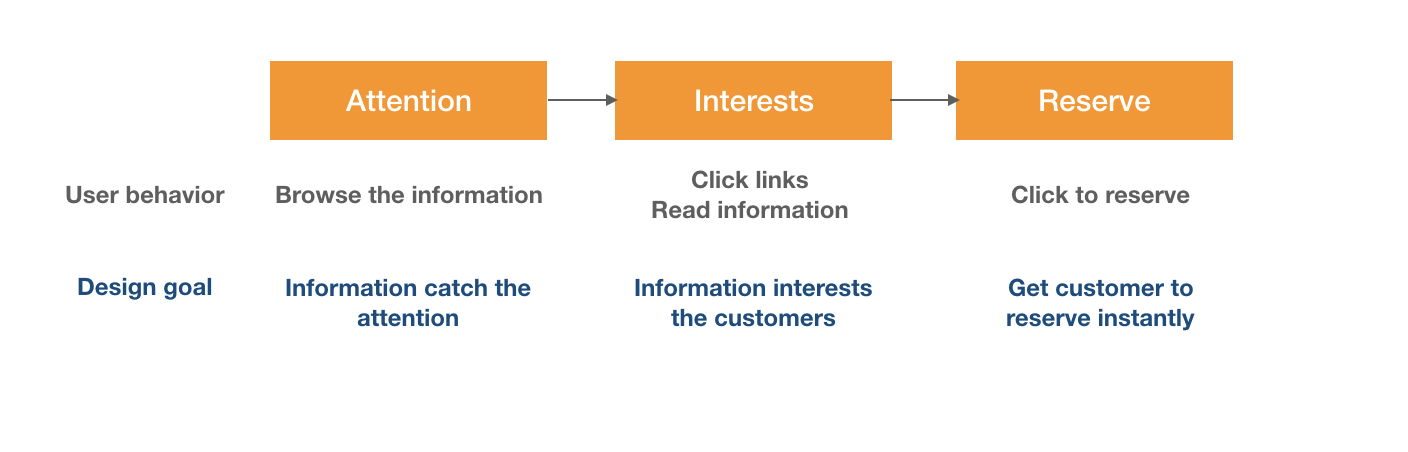 Attention
Interests
Reserve
User behavior
Browse the information
Click links
Read information
Click to reserve
Design goal
Information catch the
attention
Information interests
the customers
Get customer to
reserve instantly